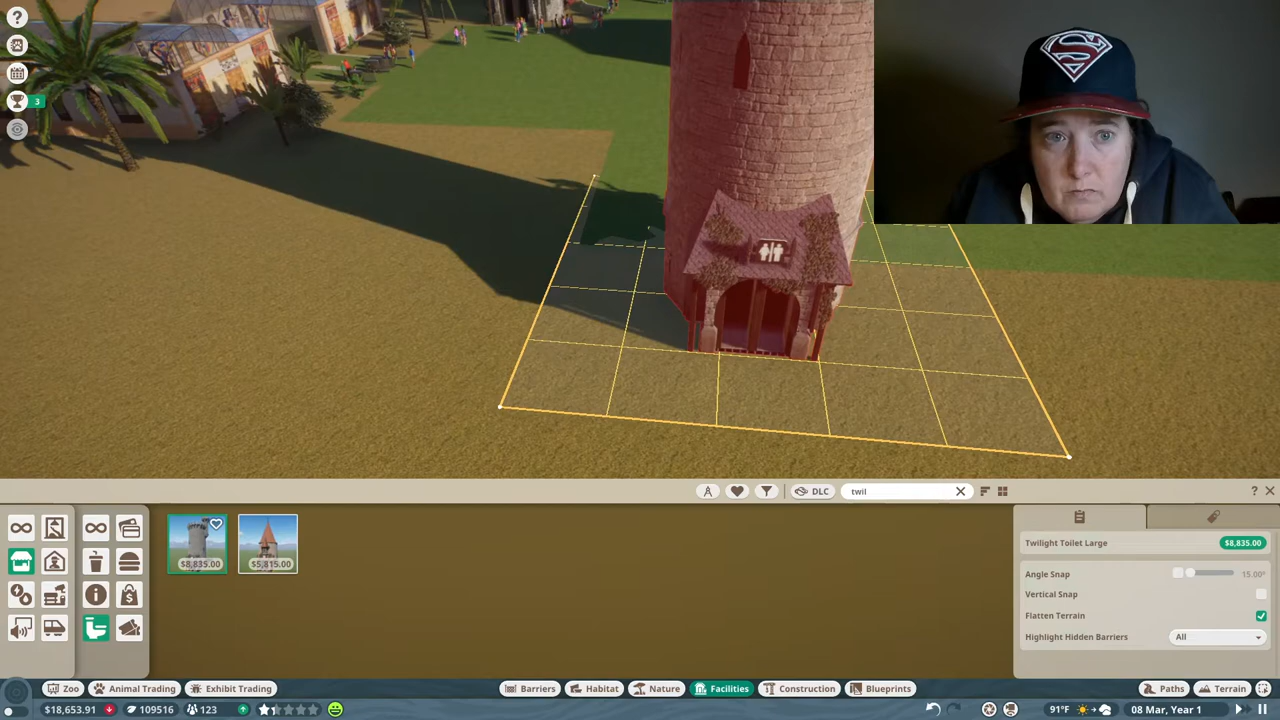 ?
3
DLC
twil
?
$8,835.00
$5,815.00
Twilight Toilet Large
$8,835.00
Angle Snap
15.00°
Vertical Snap
Flatten Terrain
Highlight Hidden Barriers
All
Zoo
Animal Trading
Exhibit Trading
Barriers
Habitat
Nature
Facilities
Construction
Blueprints
Paths
Terrain
$18,653.91
109516
123
91°F
08 Mar, Year 1